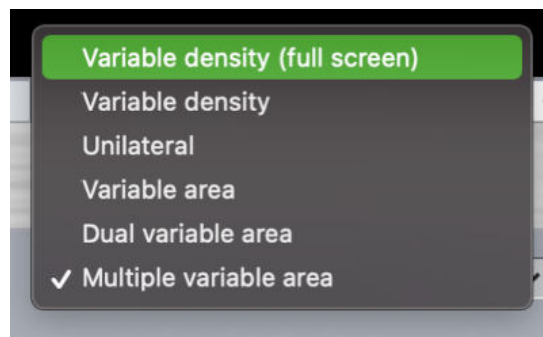 Variable density (full screen)
Variable density
Unilateral
Variable area
Dual variable area
✓ Multiple variable area